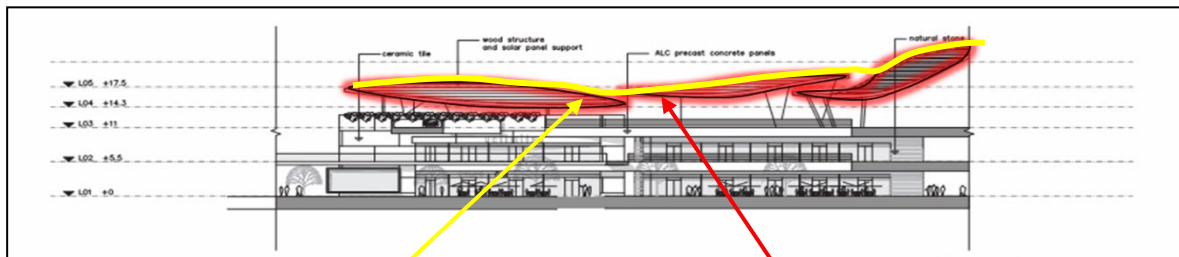 wood structure
and solar panel support
natural stone
ceramic tile
ALC precast concrete panels
L05 +17.5
L04 +14.3
L03 +11
L02 +5,5
L01 +0